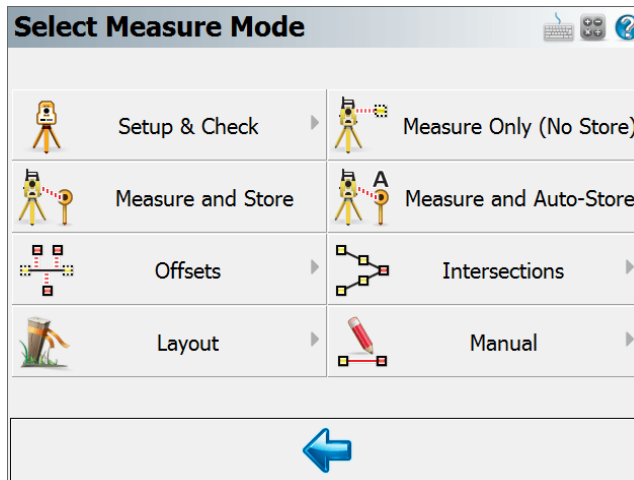 Select Measure Mode
Setup & Check
Measure Only (No Store)
Measure and Store
A
Measure and Auto-Store
Offsets
Intersections
Layout
Manual